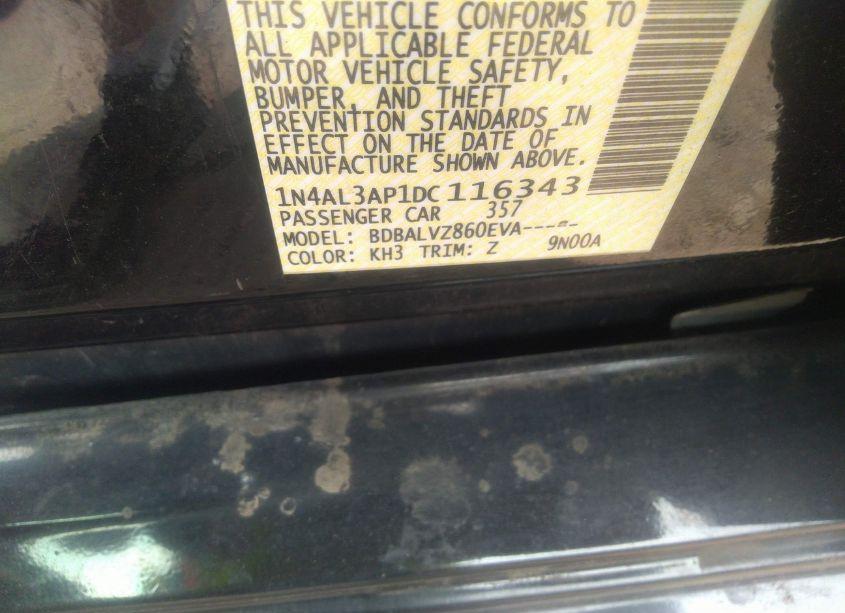 THIS VEHICLE CONFORMS TO
ALL APPLICABLE FEDERAL
MOTOR VEHICLE SAFETY,
BUMPER, AND THEFT
PREVENTION STANDARDS IN
EFFECT ON THE DATE OF
MANUFACTURE SHOWN ABOVE.
1N4AL3AP1DC116343
PASSENGER CAR 357
MODEL: BDBALVZ860EVA-----
COLOR: KH3 TRIM: Z 9N00A